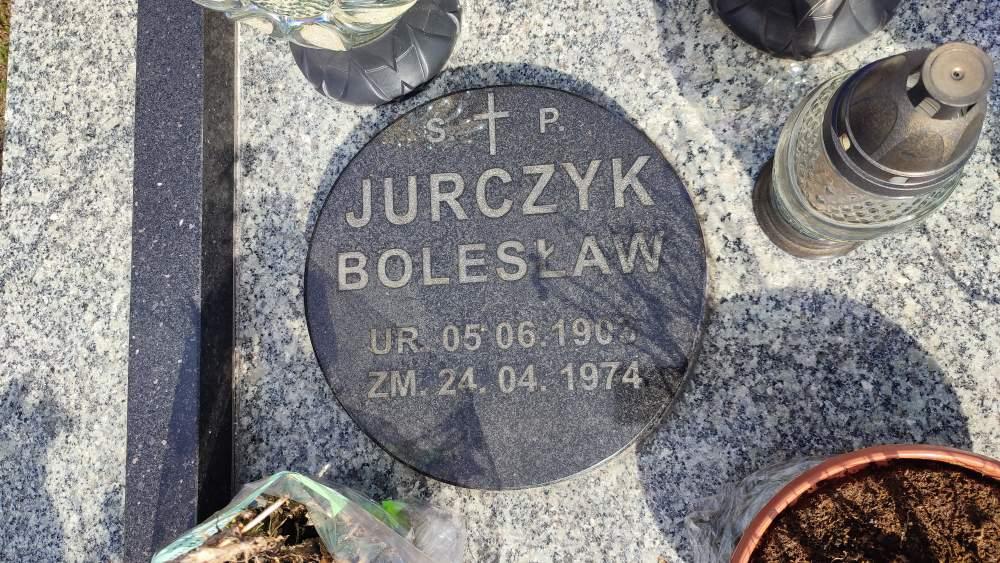 S. P.
JURCZYK
BOLESŁAW
UR. 05 06.
ZM. 24. 04. 1974